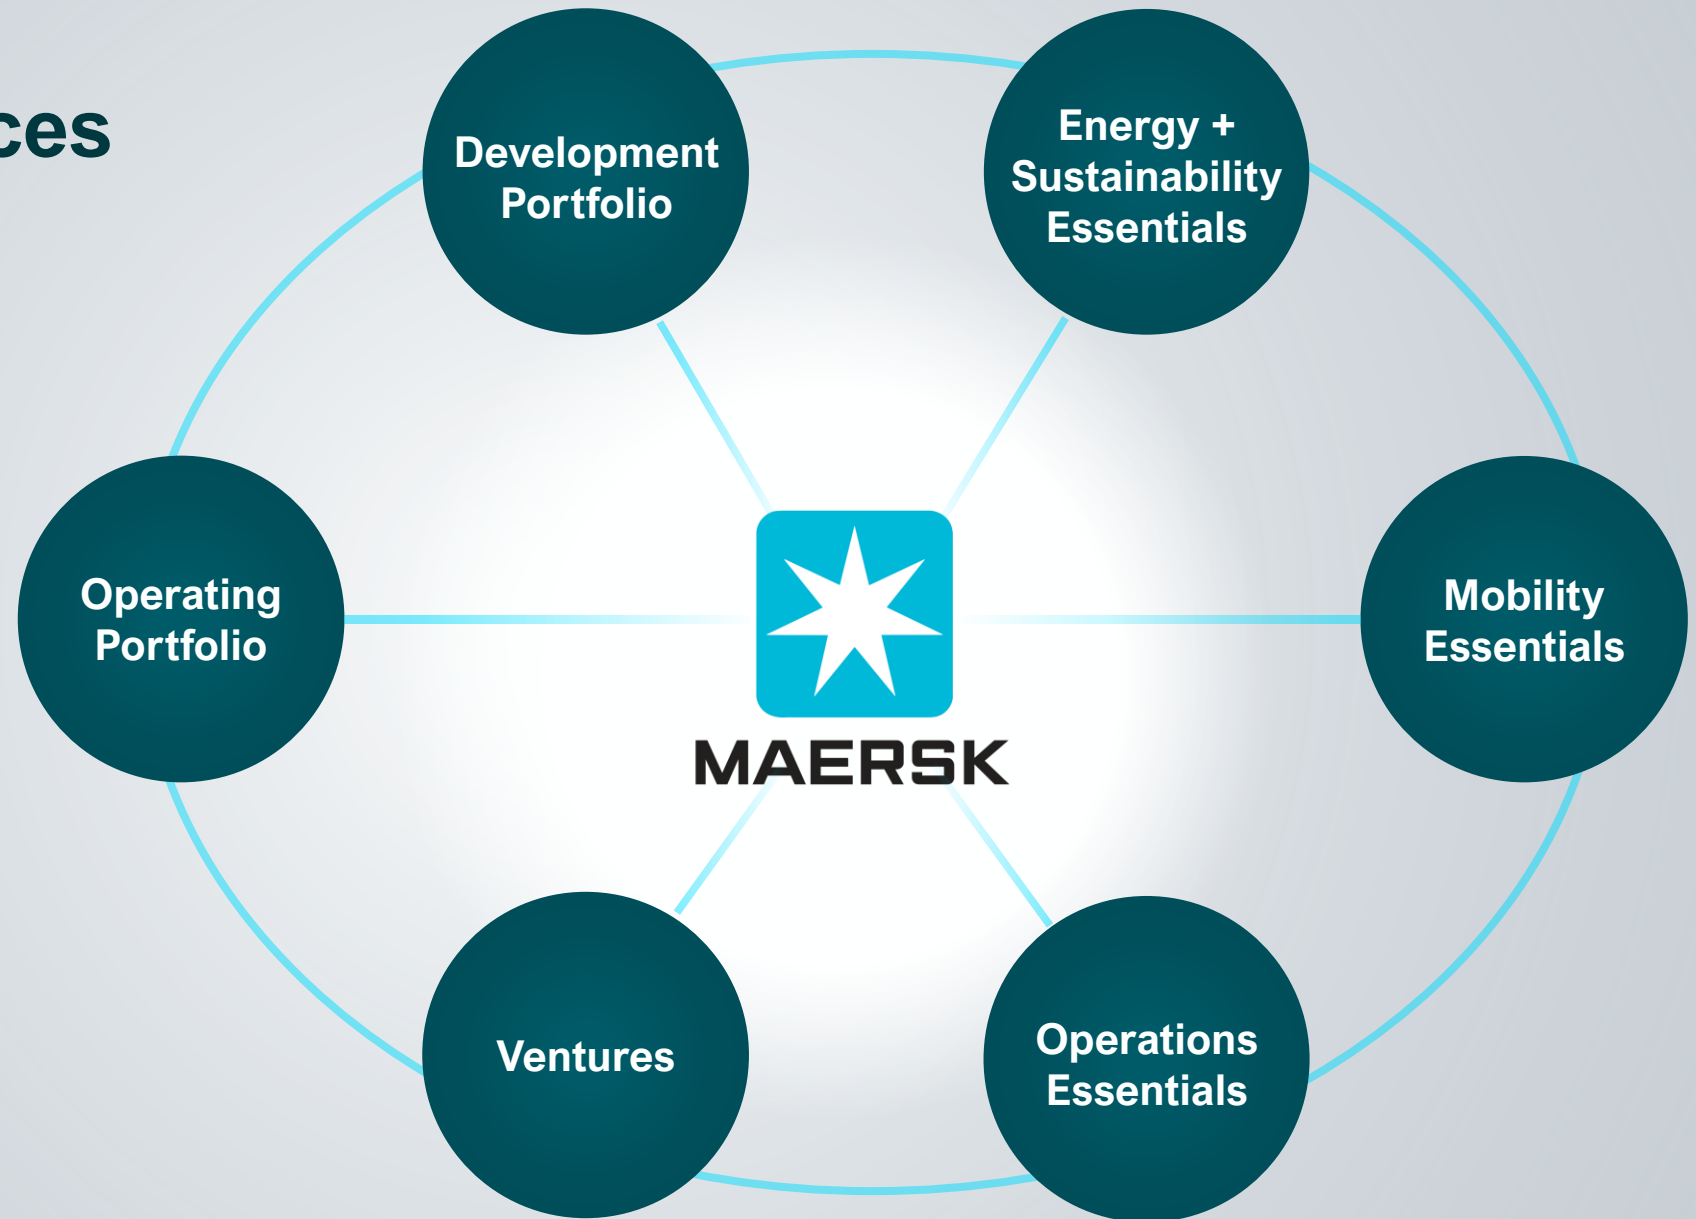 ces
Development
Portfolio
Energy +
Sustainability
Essentials
Operating
Portfolio
MAERSK
Mobility
Essentials
Ventures
Operations
Essentials